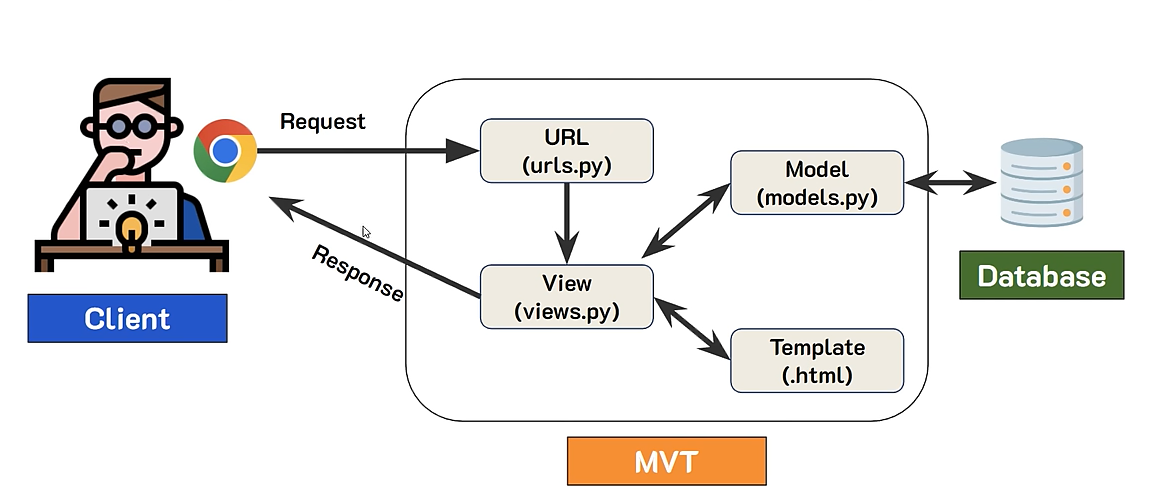 Request
URL
(urls.py)
Model
(models.py)
Response
View
(views.py)
Database
Client
Template
(.html)
MVT